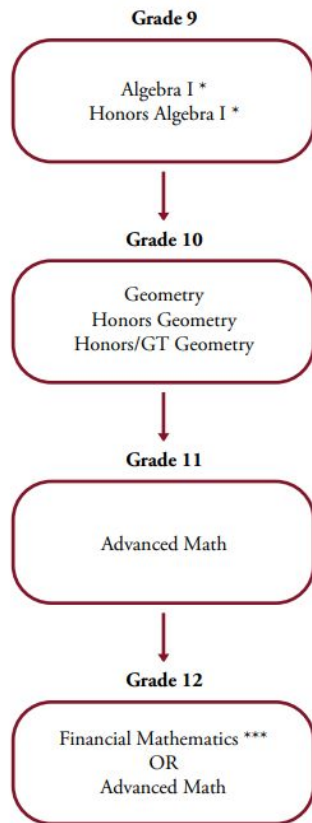 Grade 9
Algebra I *
Honors Algebra I *
Grade 10
Geometry
Honors Geometry
Honors/GT Geometry
Grade 11
Advanced Math
Grade 12
Financial Mathematics ***
OR
Advanced Math